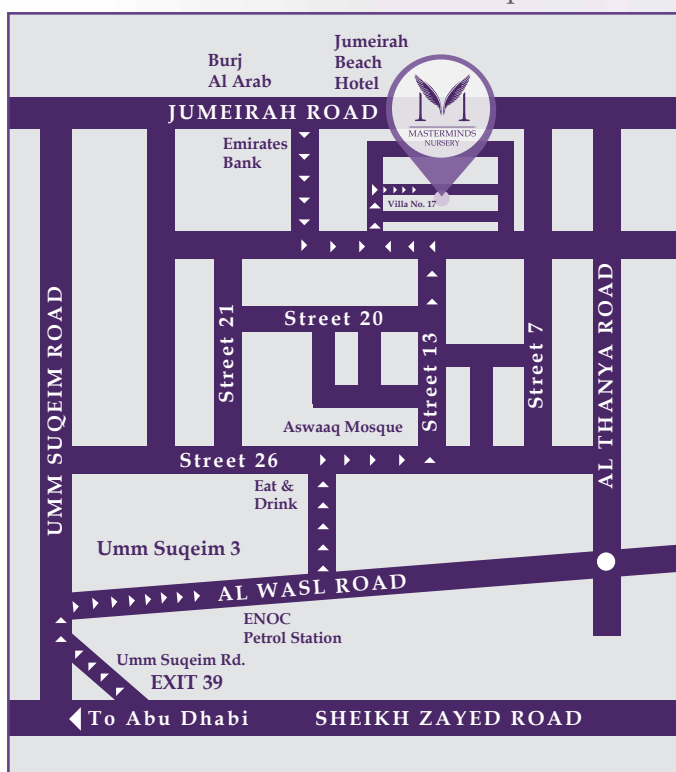 Burj
Al Arab
Jumeirah
Beach
Hotel
JUMEIRAH ROAD
M
MASTERMINDS
NURSERY
Emirates
Bank
Villa No. 17
UMM SUQEIM ROAD
Street 21
Street 20
Street 13
Street 7
AL THANYA ROAD
Aswaaq Mosque
Street 26
Eat &
Drink
Umm Suqeim 3
AL WASL ROAD
ENOC
Petrol Station
Umm Suqeim Rd.
EXIT 39
To Abu Dhabi
SHEIKH ZAYED ROAD